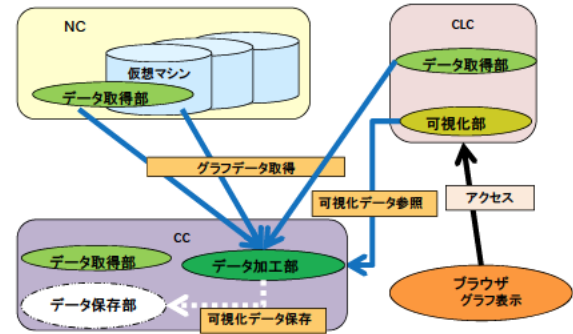 NC
仮想マシン
データ取得部
CLC
データ取得部
可視化部
グラフデータ取得
可視化データ参照
アクセス
CC
データ取得部
データ加工部
データ保存部
可視化データ保存
ブラウザ
グラフ表示